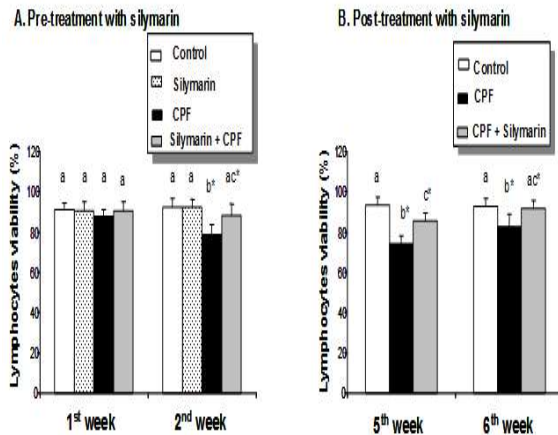 A. Pre-treatment with silymarin
Control
Silymarin
CPF
Silymarin + CPF
Lymphocytes viability (%)
120
100
80
60
40
20
0
a a a a
a a b* ac*
1st week
2nd week
B. Post-treatment with silymarin
Control
CPF
CPF + Silymarin
Lymphocytes viability (%)
120
100
80
60
40
20
0
a b* c*
a b* ac*
5th week
6th week